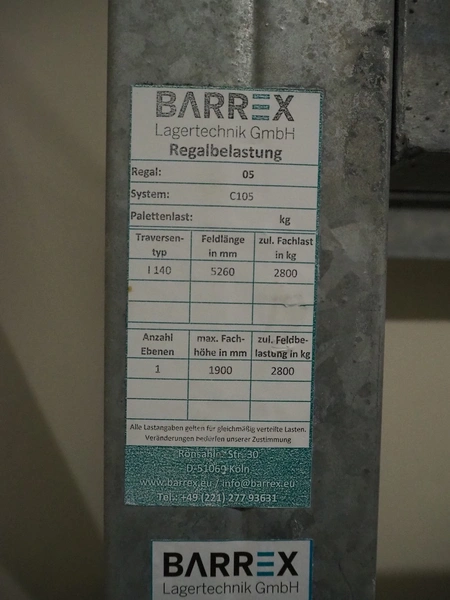 BARREX
Lagertechnik GmbH
Regalbelastung
Regal: 05
System: C105
Palettenlast: kg
Traversen- Feldlänge zul. Fachlast
typ in mm in kg
I 140 5260 2800
Anzahl max. Fach- zul. Feldbe-
Ebenen höhe in mm lastung in kg
1 1900 2800
Alle Lastangaben gelten für gleichmäßig verteilte Lasten.
Veränderungen bedürfen unserer Zustimmung
Str. 30
D-51069 Köln
www.barrex.eu / info@barrex.eu
Tel.: +49 (221) 277 93631
BARREX
Lagertechnik GmbH